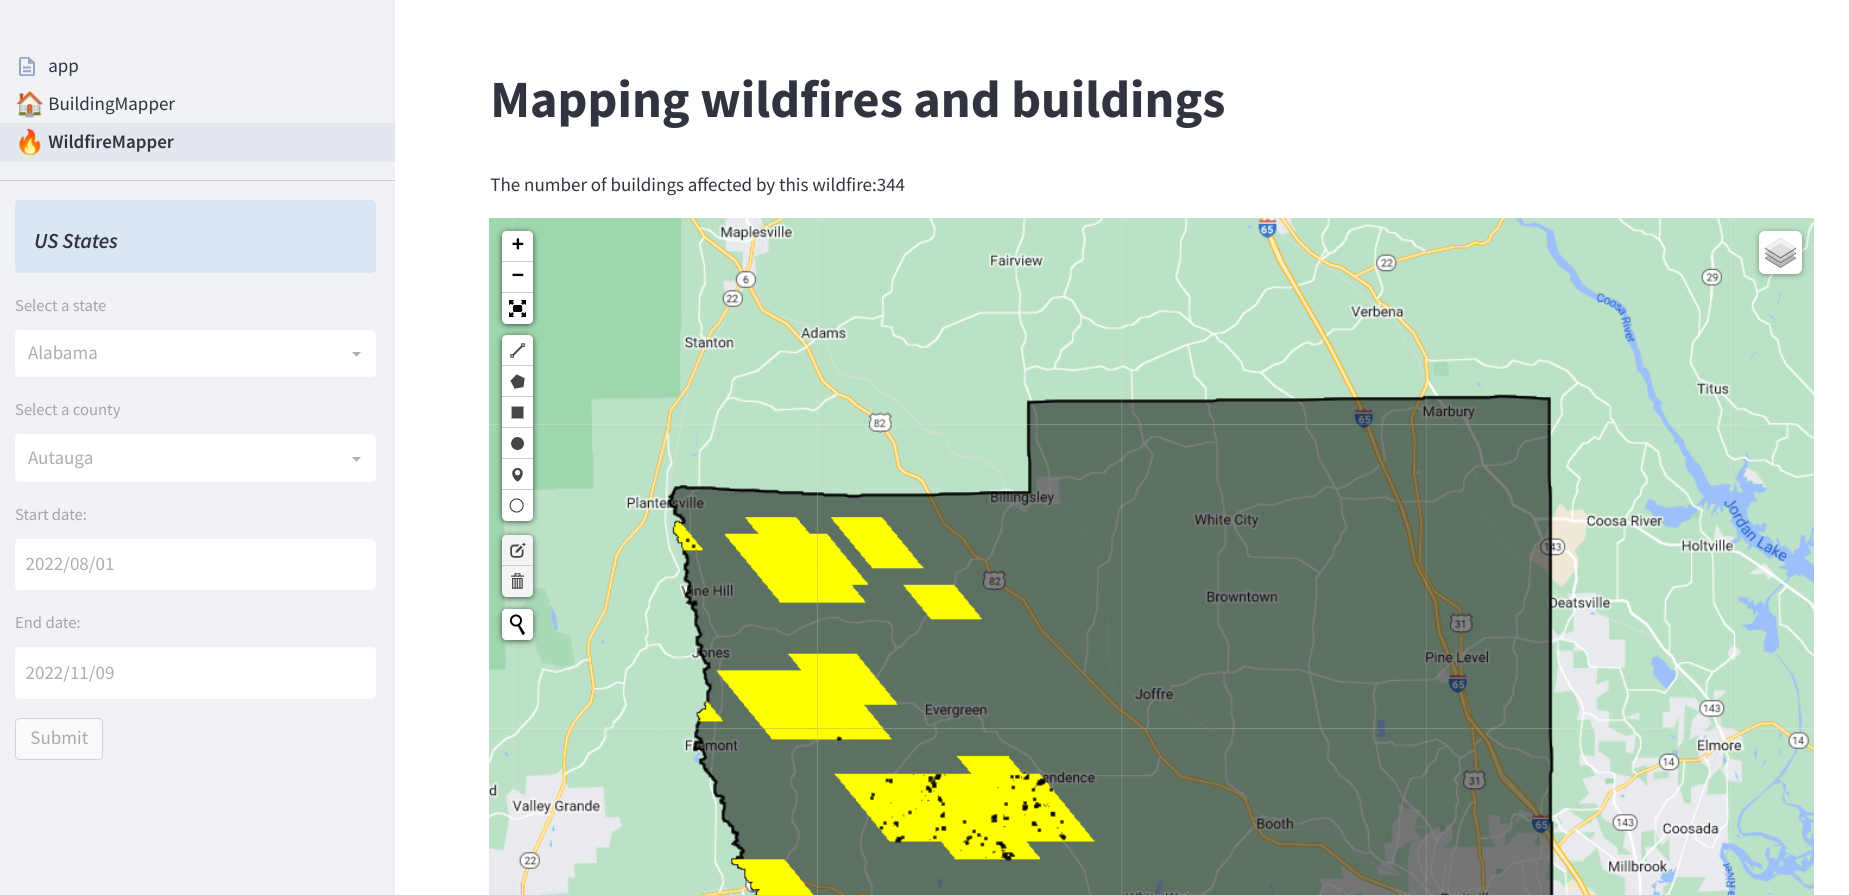 app
BuildingMapper
WildfireMapper
US States
Select a state
Alabama
Select a county
Autauga
Start date:
2022/08/01
End date:
2022/11/09
Submit
Mapping wildfires and buildings
The number of buildings affected by this wildfire:344
+
−
Maplesville
65
Fairview
22
29
6
22
Coosa River
Verbena
Adams
Stanton
Titus
Marbury
65
82
Plantersville
Billingsley
White City
Coosa River
Jordan Lake
Holtville
143
82
Vine Hill
Browntown
Deatsville
31
Jones
Pine Level
65
Joffre
Evergreen
143
Fremont
Elmore
14
14
endence
31
d
Valley Grande
Booth
65
143
Coosada
22
Millbrook